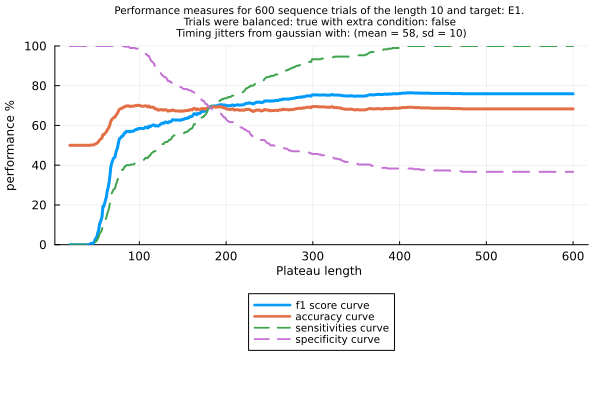 Performance measures for 600 sequence trials of the length 10 and target: E1.
Trials were balanced: true with extra condition: false
Timing jitters from gaussian with: (mean = 58, sd = 10)
100
80
60
40
20
0
performance %
100 200 300 400 500 600
Plateau length
f1 score curve
accuracy curve
sensitivities curve
specificity curve